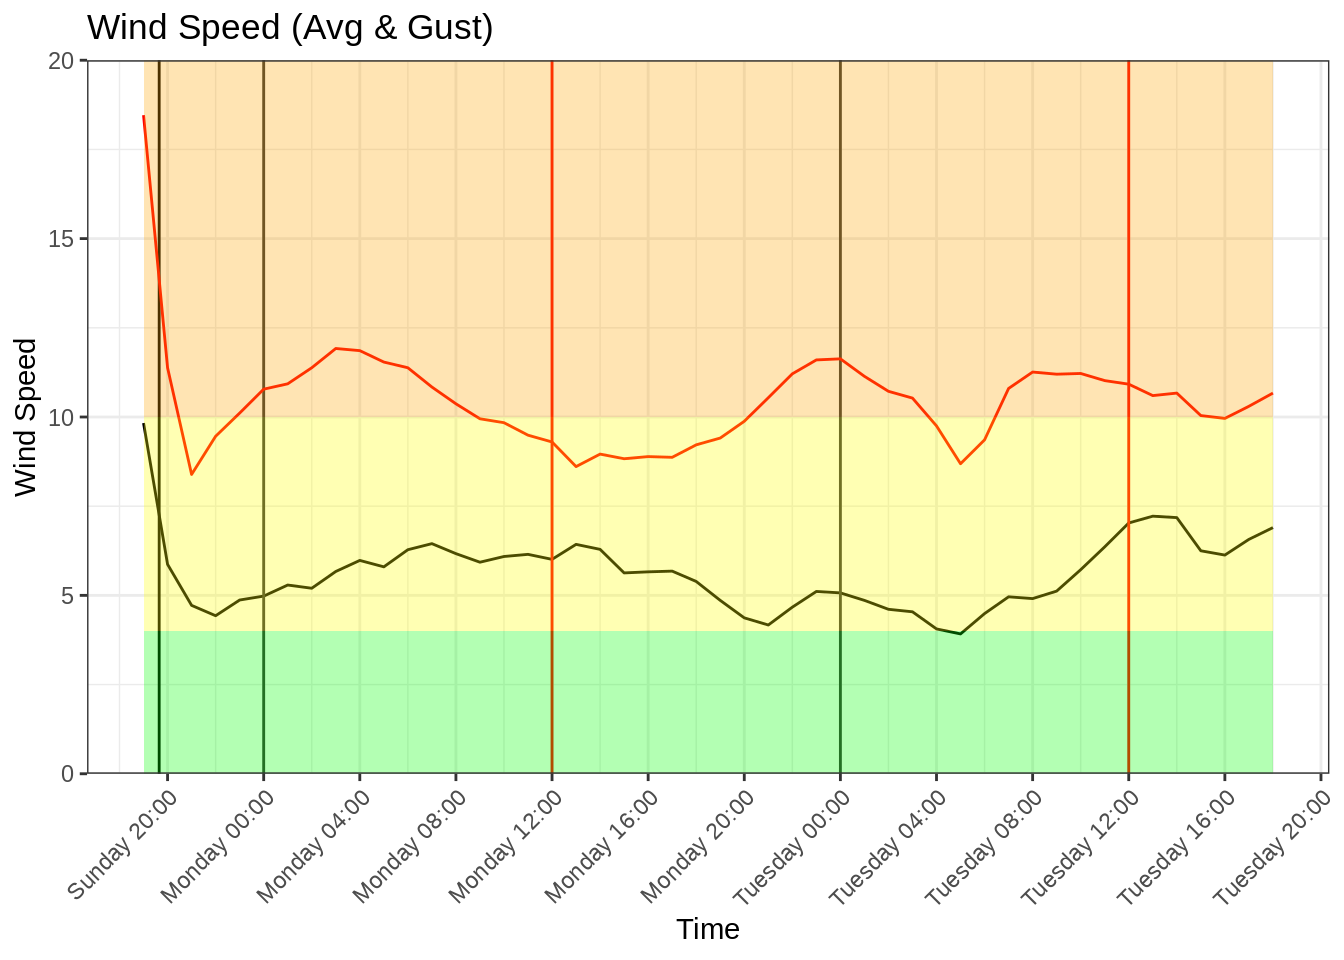 Wind Speed (Avg & Gust)
20
15
10
5
0
Wind Speed
Sunday 20:00
Monday 00:00
Monday 04:00
Monday 08:00
Monday 12:00
Monday 16:00
Monday 20:00
Tuesday 00:00
Tuesday 04:00
Tuesday 08:00
Tuesday 12:00
Tuesday 16:00
Tuesday 20:00
Time